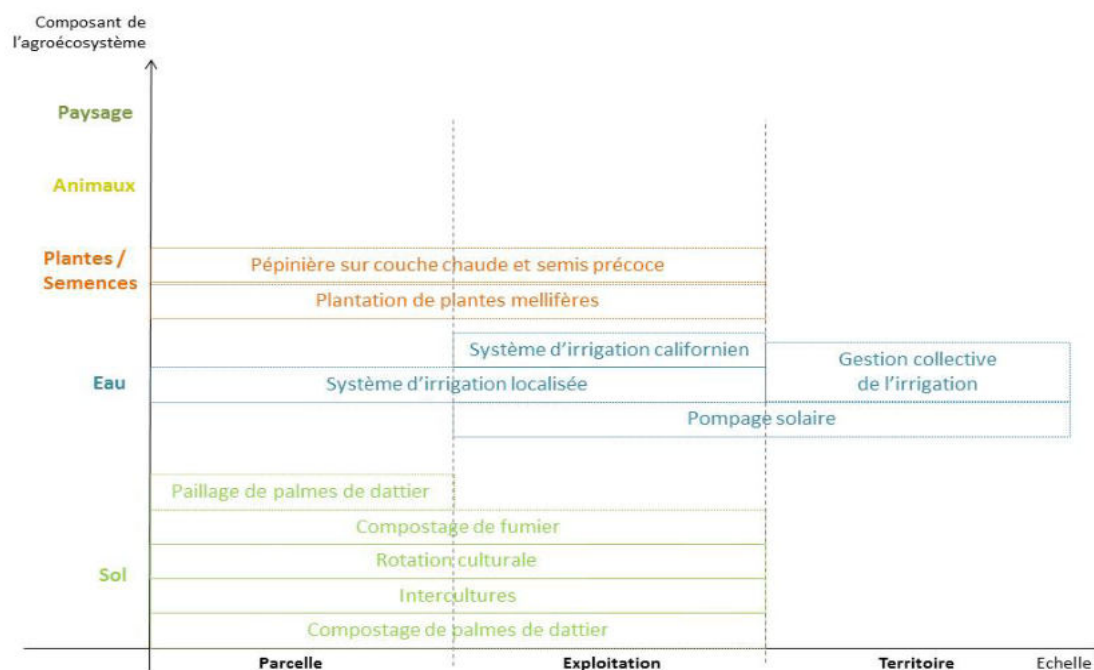 Composant de
l'agroécosystème
Paysage
Animaux
Plantes /
Semences
Pépinière sur couche chaude et semis précoce
Plantation de plantes mellifères
Eau
Système d'irrigation californien
Gestion collective
de l'irrigation
Système d'irrigation localisée
Pompage solaire
Sol
Paillage de palmes de dattier
Compostage de fumier
Rotation culturale
Intercultures
Compostage de palmes de dattier
Parcelle Exploitation Territoire Echelle